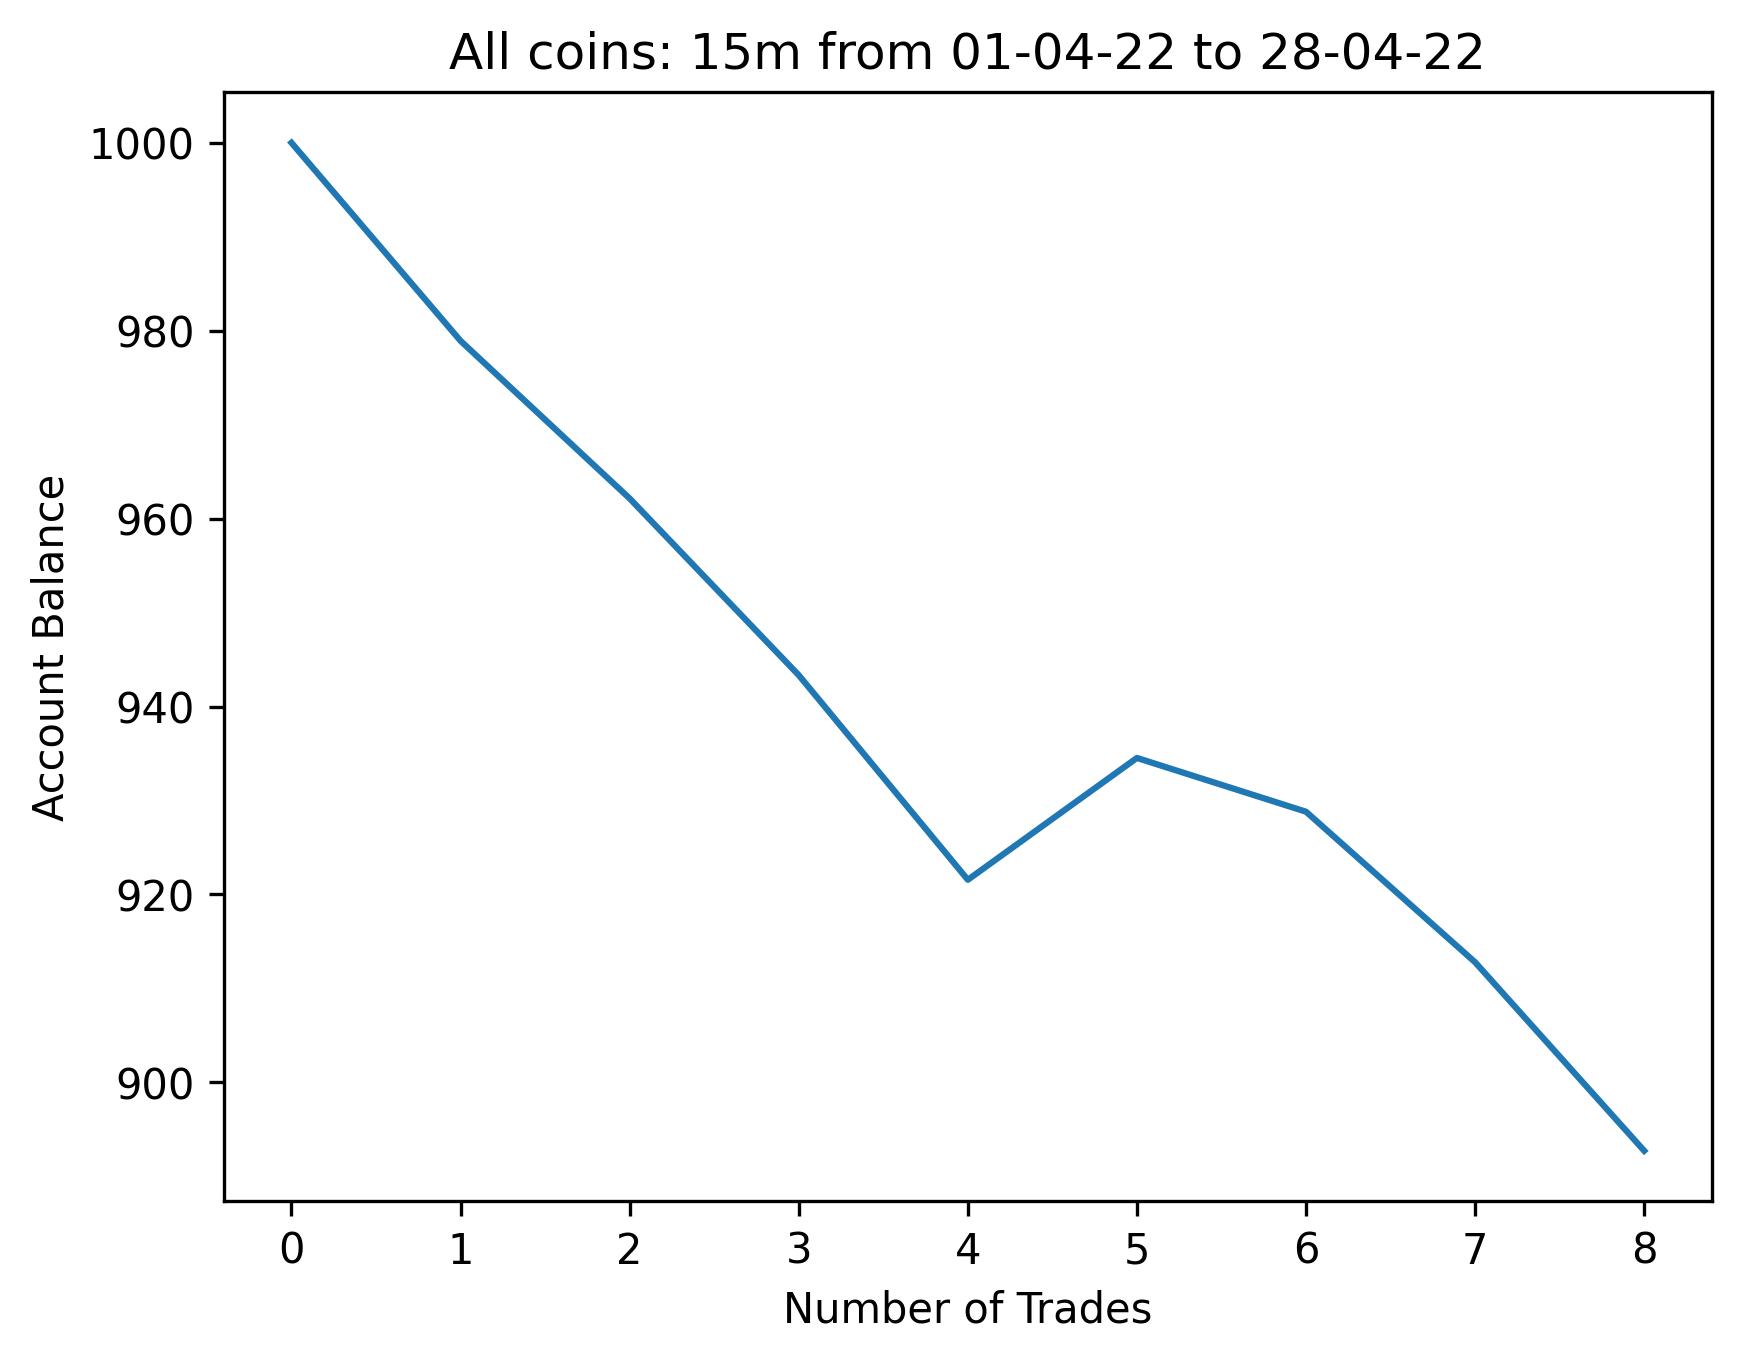 All coins: 15m from 01-04-22 to 28-04-22
1000
980
960
940
920
900
Account Balance
0 1 2 3 4 5 6 7 8
Number of Trades